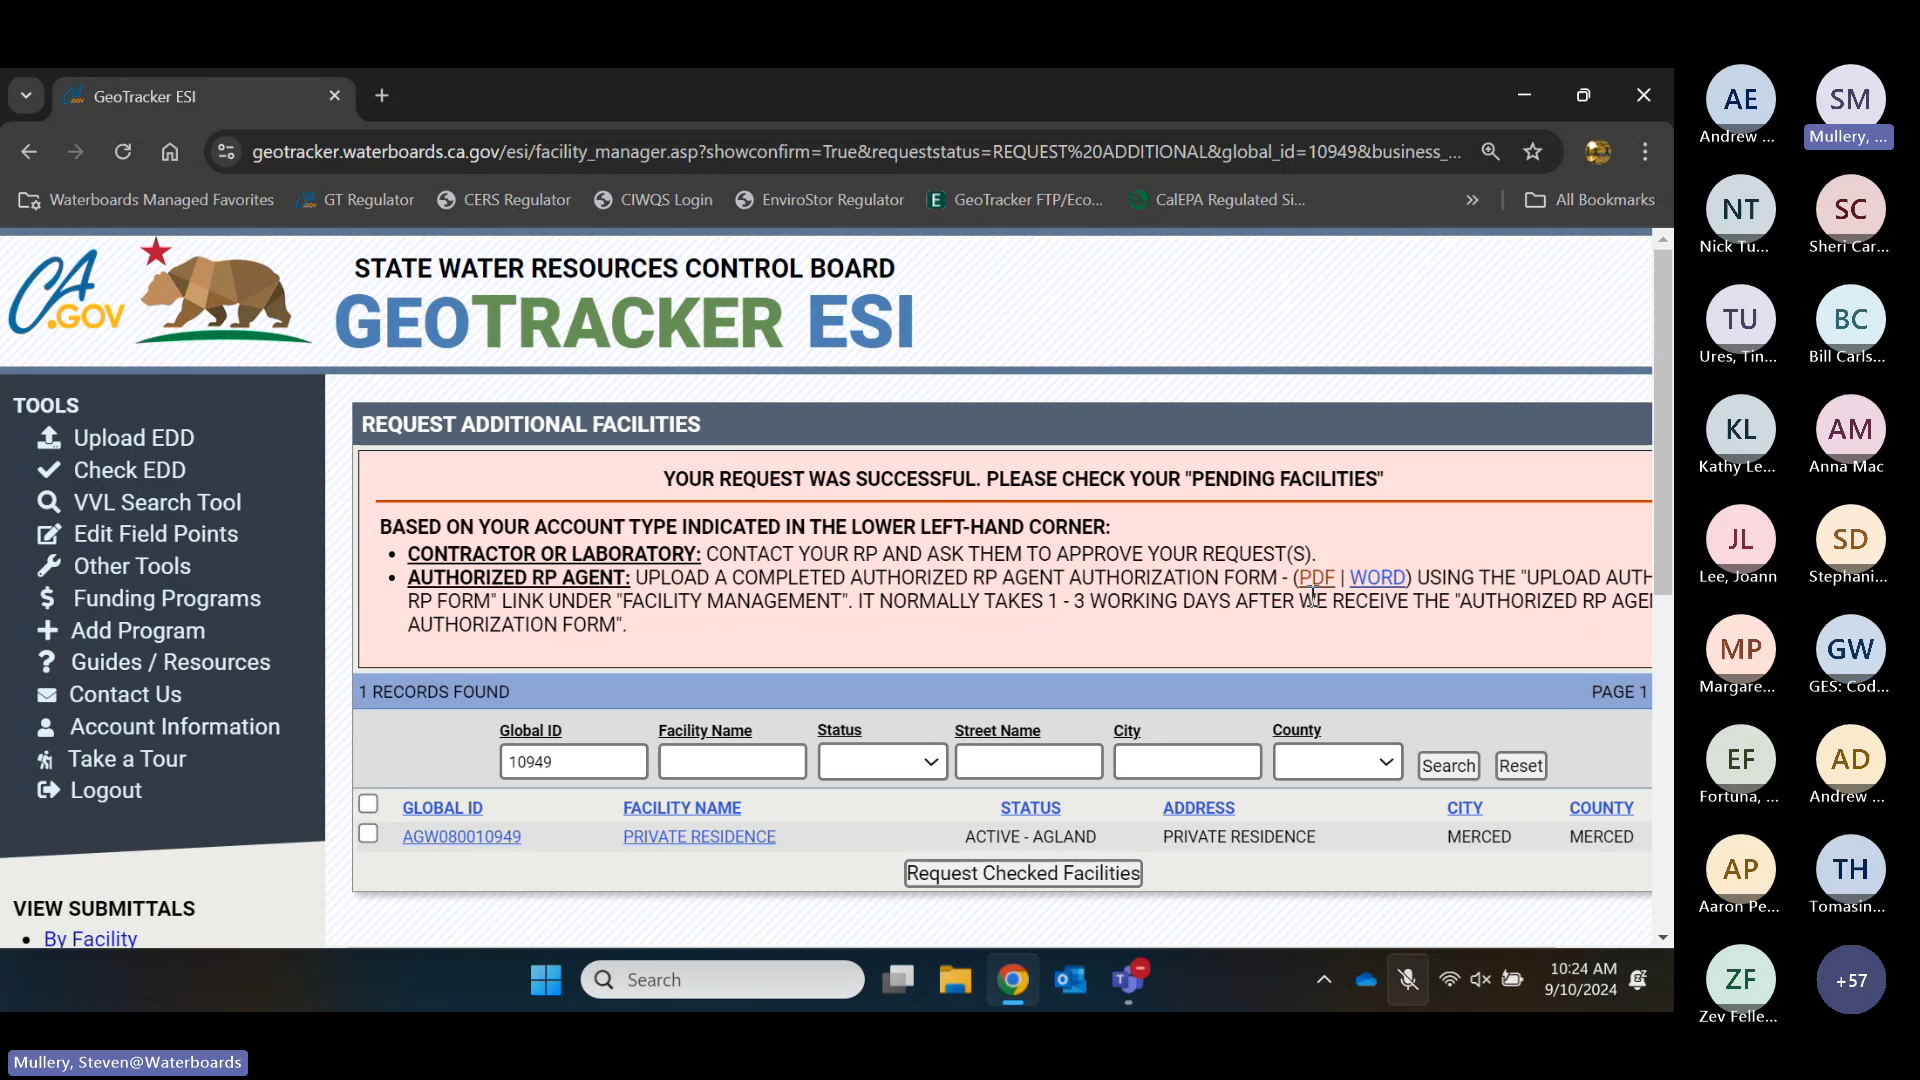 GeoTracker ESI
geotracker.waterboards.ca.gov/esi/facility_manager.asp?showconfirm=True&requeststatus=REQUEST%20ADDITIONAL&global_id=10949&business_...
Waterboards Managed Favorites
GT Regulator
CERS Regulator
CIWQS Login
EnviroStor Regulator
E
GeoTracker FTP/Eco...
CalEPA Regulated Si...
All Bookmarks
CA.GOV
STATE WATER RESOURCES CONTROL BOARD
GEOTRACKER ESI
TOOLS
Upload EDD
Check EDD
VVL Search Tool
Edit Field Points
Other Tools
Funding Programs
Add Program
Guides / Resources
Contact Us
Account Information
Take a Tour
Logout
VIEW SUBMITTALS
• By Facility
REQUEST ADDITIONAL FACILITIES
YOUR REQUEST WAS SUCCESSFUL. PLEASE CHECK YOUR "PENDING FACILITIES"
BASED ON YOUR ACCOUNT TYPE INDICATED IN THE LOWER LEFT-HAND CORNER:
• CONTRACTOR OR LABORATORY: CONTACT YOUR RP AND ASK THEM TO APPROVE YOUR REQUEST(S).
• AUTHORIZED RP AGENT: UPLOAD A COMPLETED AUTHORIZED RP AGENT AUTHORIZATION FORM - (PDF | WORD) USING THE "UPLOAD AUTH
RP FORM" LINK UNDER "FACILITY MANAGEMENT". IT NORMALLY TAKES 1 - 3 WORKING DAYS AFTER WE RECEIVE THE "AUTHORIZED RP AGE
AUTHORIZATION FORM".
1 RECORDS FOUND
PAGE 1
Global ID
Facility Name
Status
Street Name
City
County
10949
Search
Reset
GLOBAL ID
FACILITY NAME
STATUS
ADDRESS
CITY
COUNTY
AGW080010949
PRIVATE RESIDENCE
ACTIVE - AGLAND
PRIVATE RESIDENCE
MERCED
MERCED
Request Checked Facilities
Search
10:24 AM
9/10/2024
Mullery, Steven@Waterboards
AE
Andrew ...
SM
Mullery, ...
NT
Nick Tu...
SC
Sheri Car...
TU
Ures, Tin...
BC
Bill Carls...
KL
Kathy Le...
AM
Anna Mac
JL
Lee, Joann
SD
Stephani...
MP
Margare...
GW
GES: Cod...
EF
Fortuna, ...
AD
Andrew ...
AP
Aaron Pe...
TH
Tomasin...
ZF
Zev Felle...
+57